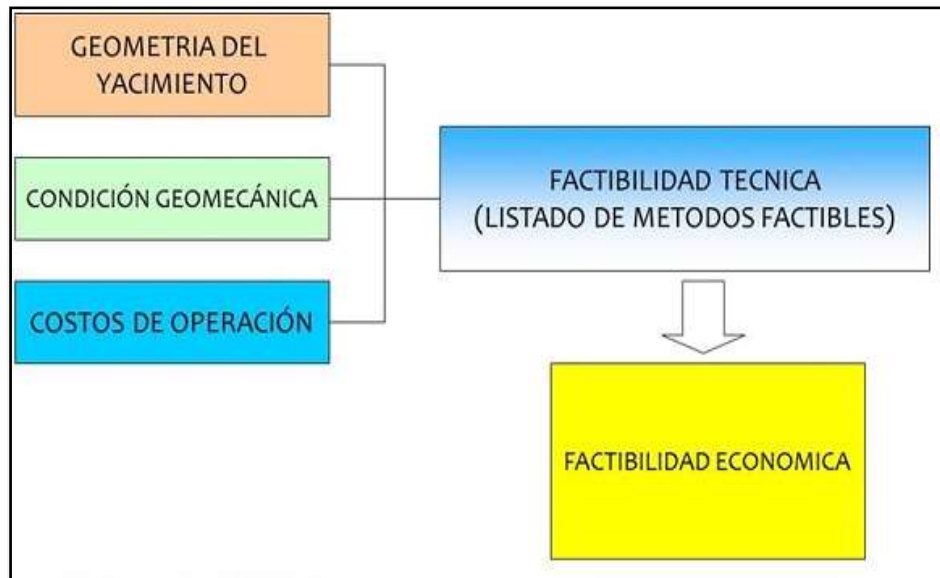 GEOMETRIA DEL
YACIMIENTO
CONDICIÓN GEOMECÁNICA
COSTOS DE OPERACIÓN
FACTIBILIDAD TECNICA
(LISTADO DE METODOS FACTIBLES)
FACTIBILIDAD ECONOMICA